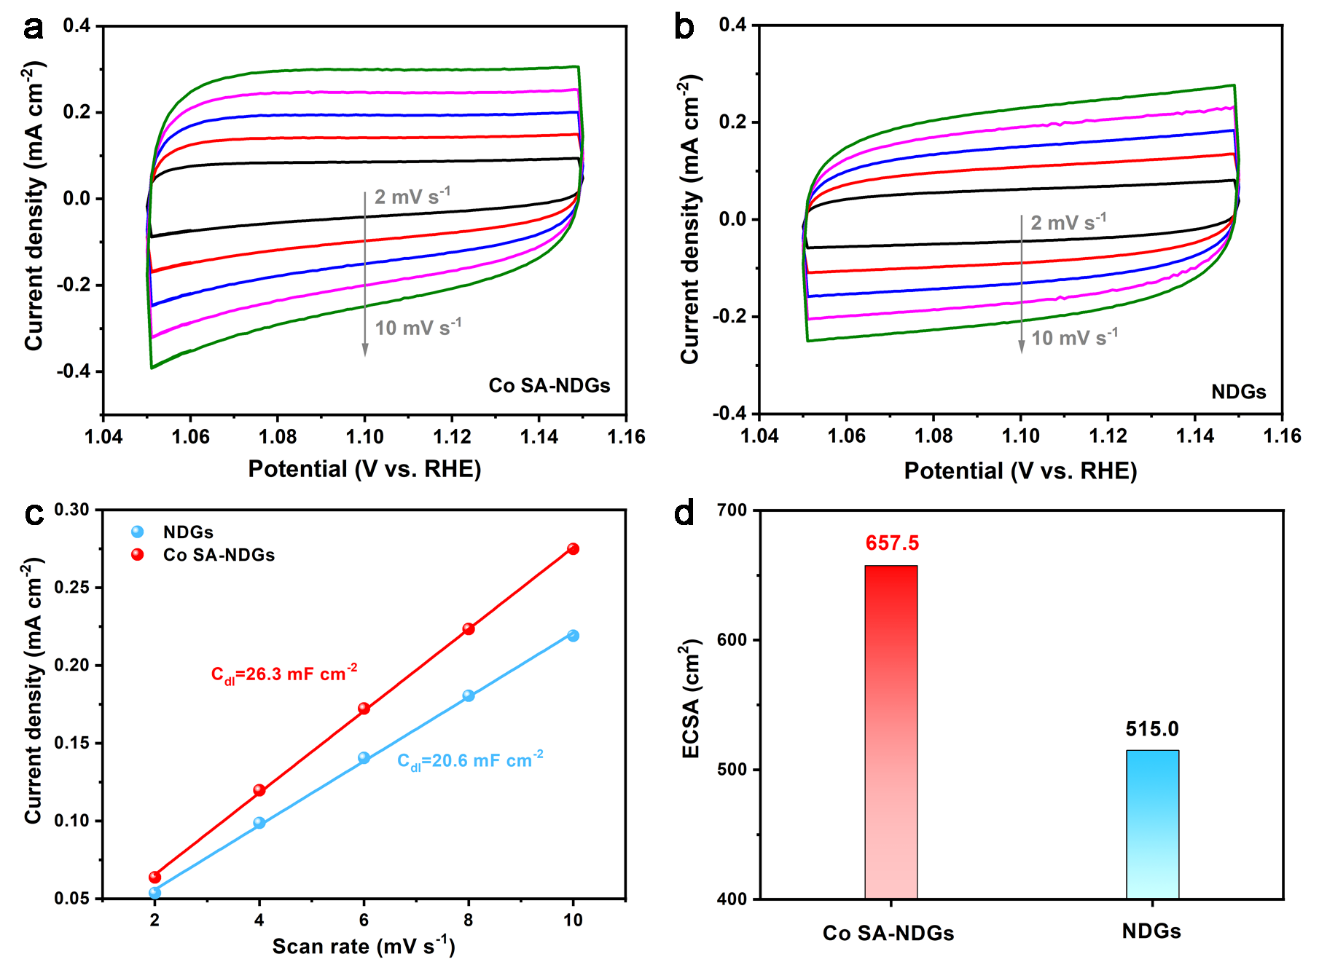 a
0.4
0.2
0.0
-0.2
-0.4
Current density (mA cm⁻²)
2 mV s⁻¹
10 mV s⁻¹
Co SA-NDGs
1.04 1.06 1.08 1.10 1.12 1.14 1.16
Potential (V vs. RHE)
b
0.4
0.2
0.0
-0.2
-0.4
Current density (mA cm⁻²)
2 mV s⁻¹
10 mV s⁻¹
NDGs
1.04 1.06 1.08 1.10 1.12 1.14 1.16
Potential (V vs. RHE)
c
0.30
0.25
0.20
0.15
0.10
0.05
Current density (mA cm⁻²)
NDGs
Co SA-NDGs
C_dl=26.3 mF cm⁻²
C_dl=20.6 mF cm⁻²
2 4 6 8 10
Scan rate (mV s⁻¹)
d
700
600
500
400
ECSA (cm²)
657.5
515.0
Co SA-NDGs NDGs